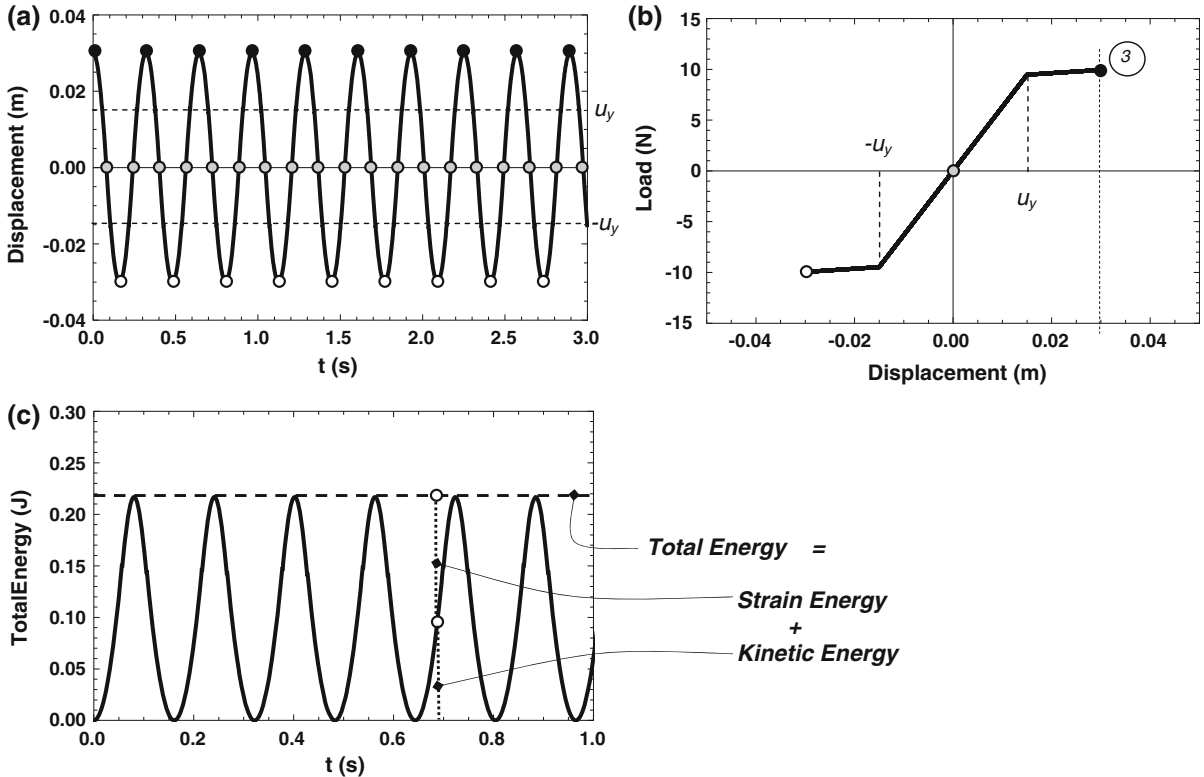 (a)
Displacement (m)
0.04
0.02
0.00
-0.02
-0.04
u_y
-u_y
0.0 0.5 1.0 1.5 2.0 2.5 3.0
t (s)
(b)
Load (N)
15
10
5
0
-5
-10
-15
3
-u_y
u_y
-0.04 -0.02 0.00 0.02 0.04
Displacement (m)
(c)
TotalEnergy (J)
0.30
0.25
0.20
0.15
0.10
0.05
0.00
0.0 0.2 0.4 0.6 0.8 1.0
t (s)
Total Energy =
Strain Energy
+
Kinetic Energy